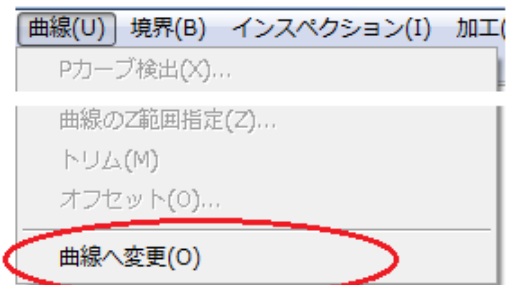 曲線(U) 境界(B) インスペクション(I) 加工(
Pカーブ検出(X)...
曲線のZ範囲指定(Z)...
トリム(M)
オフセット(O)...
曲線へ変更(O)